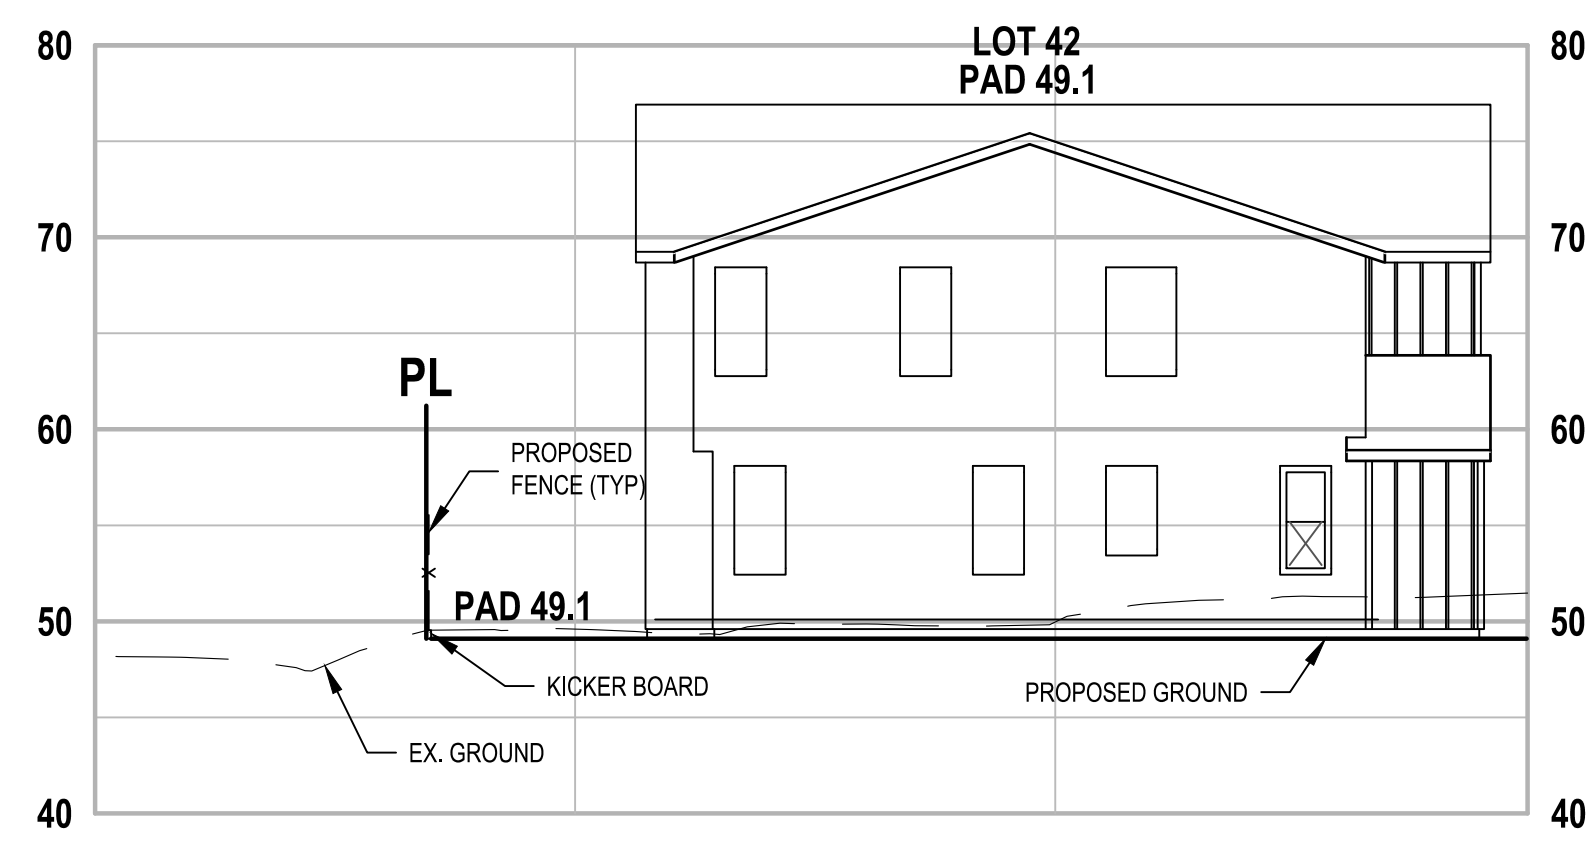 LOT 42
PAD 49.1
80
80
70
70
PL
60
60
PROPOSED
FENCE (TYP)
PAD 49.1
50
50
KICKER BOARD
PROPOSED GROUND
EX. GROUND
40
40